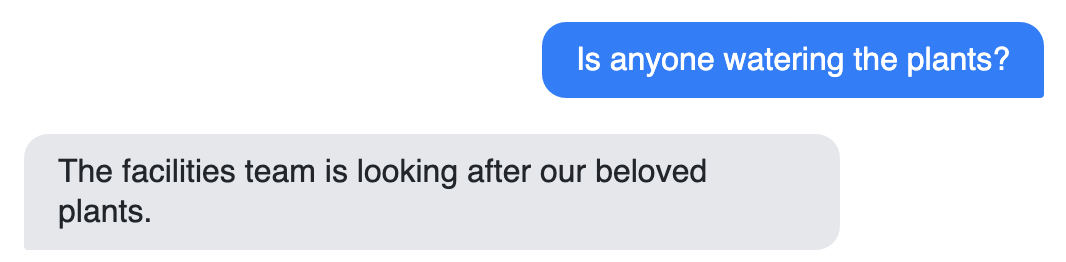 Is anyone watering the plants?
The facilities team is looking after our beloved
plants.